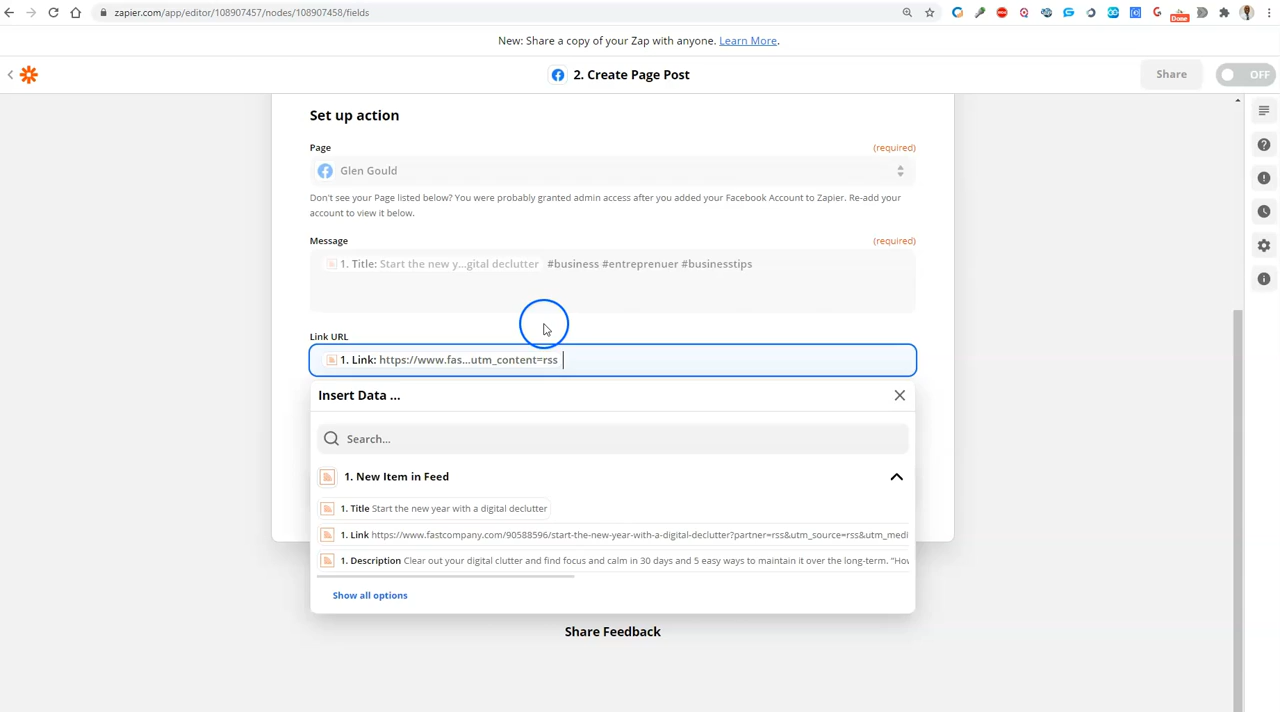 zapier.com/app/editor/108907457/nodes/108907458/fields
Done
New: Share a copy of your Zap with anyone. Learn More.
2. Create Page Post
Share
OFF
Set up action
Page
(required)
Glen Gould
Don't see your Page listed below? You were probably granted admin access after you added your Facebook Account to Zapier. Re-add your
account to view it below.
Message
(required)
1. Title: Start the new y...gital declutter #business #entreprenuer #businesstips
Link URL
1. Link: https://www.fas...utm_content=rss
Insert Data ...
Search...
1. New Item in Feed
1. Title Start the new year with a digital declutter
1. Link https://www.fastcompany.com/90588596/start-the-new-year-with-a-digital-declutter?partner=rss&utm_source=rss&utm_medi
1. Description Clear out your digital clutter and find focus and calm in 30 days and 5 easy ways to maintain it over the long-term. "How
Show all options
Share Feedback